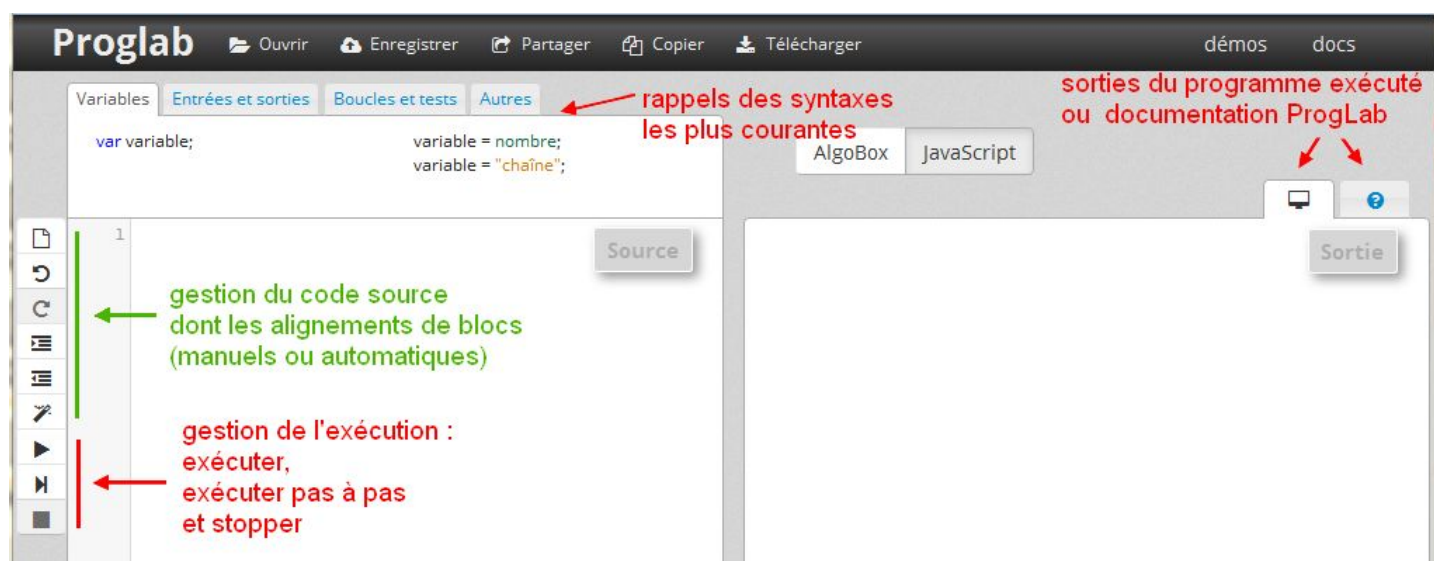 Proglab Ouvrir Enregistrer Partager Copier Télécharger démos docs
Variables Entrées et sorties Boucles et tests Autres
rappels des syntaxes
les plus courantes
sorties du programme exécuté
ou documentation ProgLab
var variable; variable = nombre;
variable = "chaîne";
AlgoBox JavaScript
1
Source
Sortie
gestion du code source
dont les alignements de blocs
(manuels ou automatiques)
gestion de l'exécution :
exécuter,
exécuter pas à pas
et stopper